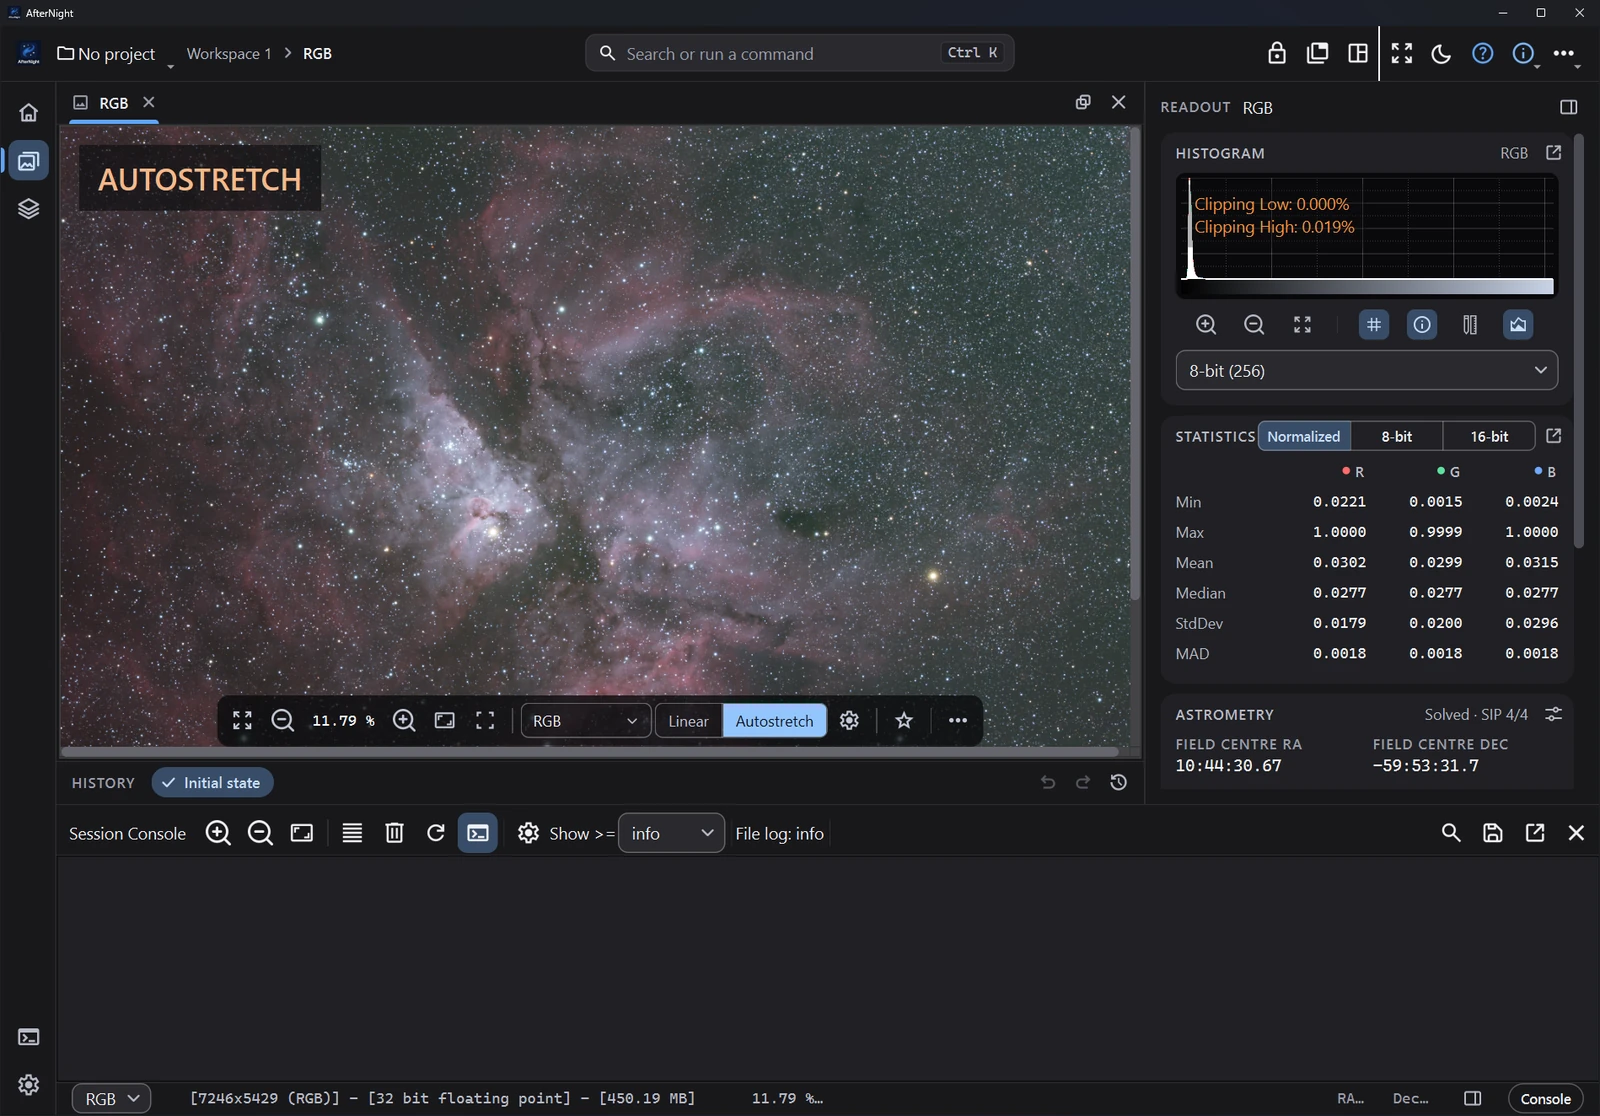 AfterNight
AfterNight
No project
Workspace 1 > RGB
Search or run a command
Ctrl K
RGB
READOUT RGB
AUTOSTRETCH
HISTOGRAM
RGB
Clipping Low: 0.000%
Clipping High: 0.019%
8-bit (256)
STATISTICS
Normalized
8-bit
16-bit
R G B
Min 0.0221 0.0015 0.0024
Max 1.0000 0.9999 1.0000
Mean 0.0302 0.0299 0.0315
Median 0.0277 0.0277 0.0277
StdDev 0.0179 0.0200 0.0296
MAD 0.0018 0.0018 0.0018
ASTROMETRY
Solved · SIP 4/4
FIELD CENTRE RA
FIELD CENTRE DEC
10:44:30.67
−59:53:31.7
11.79 %
RGB
Linear
Autostretch
HISTORY
Initial state
Session Console
Show >=
info
File log: info
RGB
[7246x5429 (RGB)] – [32 bit floating point] – [450.19 MB]
11.79 %…
RA…
Dec…
Console